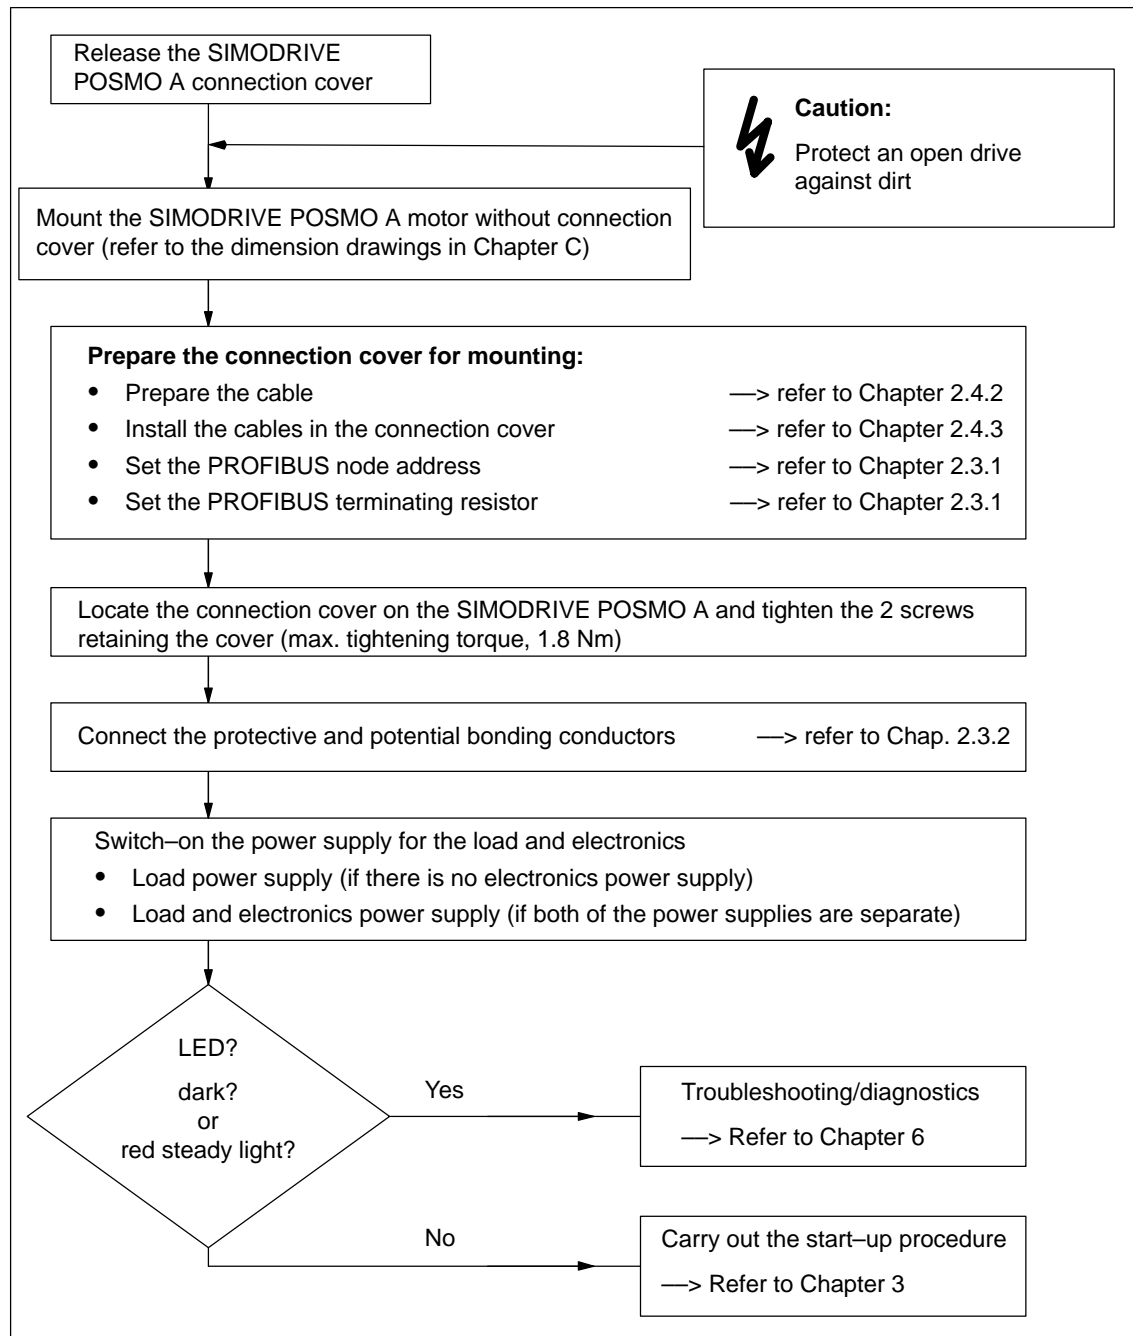 Release the SIMODRIVE
POSMO A connection cover
Caution:
Protect an open drive
against dirt
Mount the SIMODRIVE POSMO A motor without connection
cover (refer to the dimension drawings in Chapter C)
Prepare the connection cover for mounting:
• Prepare the cable —> refer to Chapter 2.4.2
• Install the cables in the connection cover —> refer to Chapter 2.4.3
• Set the PROFIBUS node address —> refer to Chapter 2.3.1
• Set the PROFIBUS terminating resistor —> refer to Chapter 2.3.1
Locate the connection cover on the SIMODRIVE POSMO A and tighten the 2 screws
retaining the cover (max. tightening torque, 1.8 Nm)
Connect the protective and potential bonding conductors —> refer to Chap. 2.3.2
Switch–on the power supply for the load and electronics
• Load power supply (if there is no electronics power supply)
• Load and electronics power supply (if both of the power supplies are separate)
LED?
dark?
or
red steady light?
Yes
Troubleshooting/diagnostics
—> Refer to Chapter 6
No
Carry out the start–up procedure
—> Refer to Chapter 3